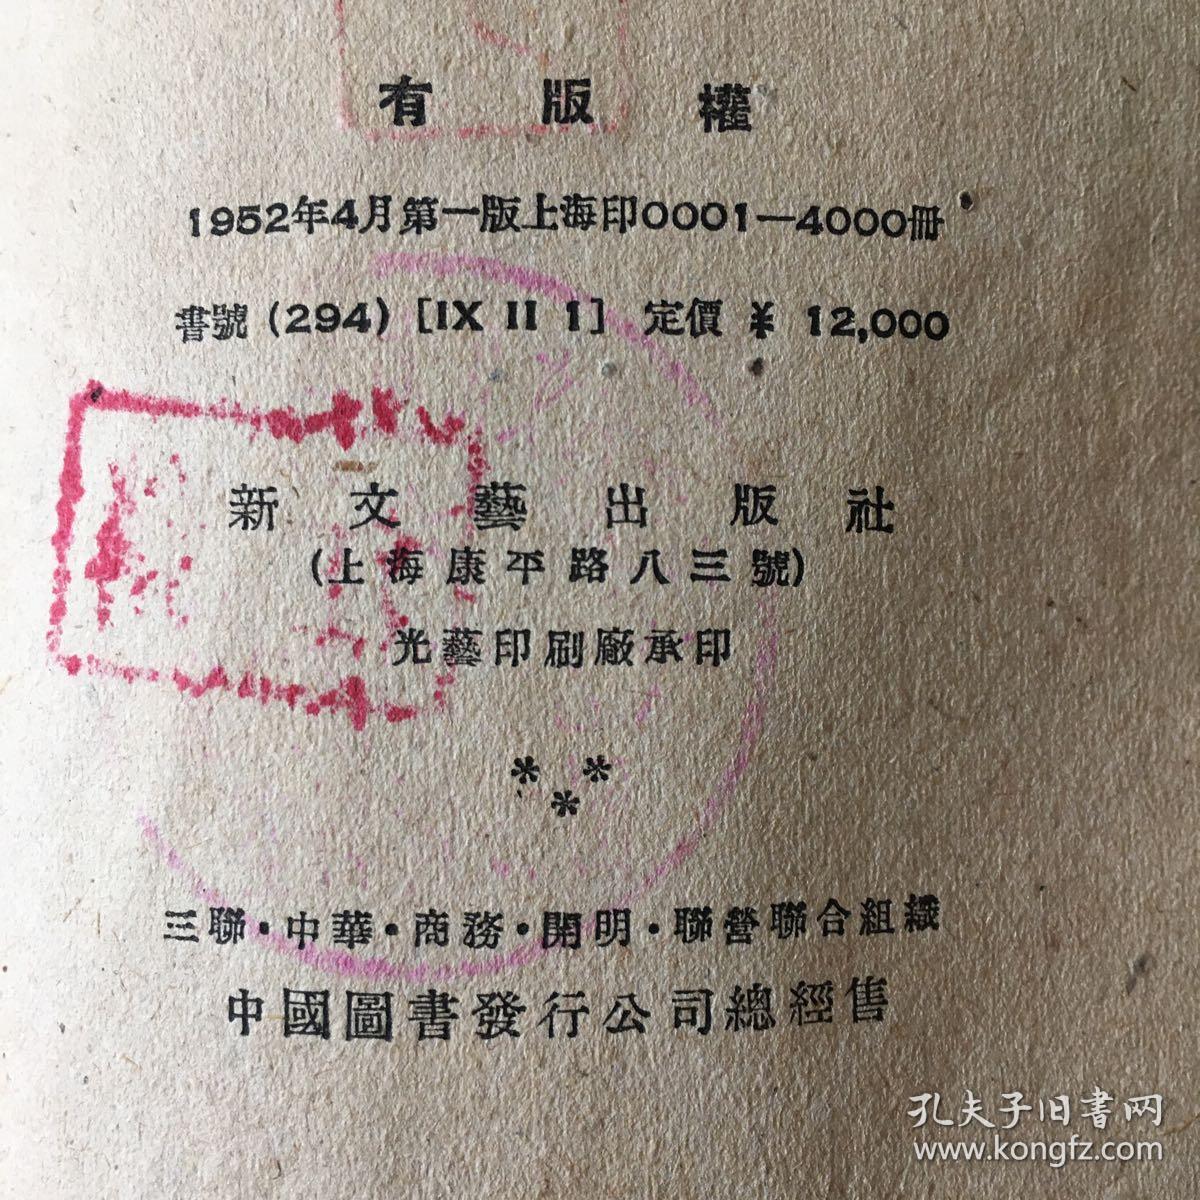 有版權
1952年4月第一版上海印0001—4000冊
書號 (294) [IX II 1] 定價 ¥ 12,000
新文藝出版社
(上海康平路八三號)
光藝印刷廠承印
* * *
三聯·中華·商務·開明·聯營聯合組織
中國圖書發行公司總經售
孔夫子旧書网
www.kongfz.com